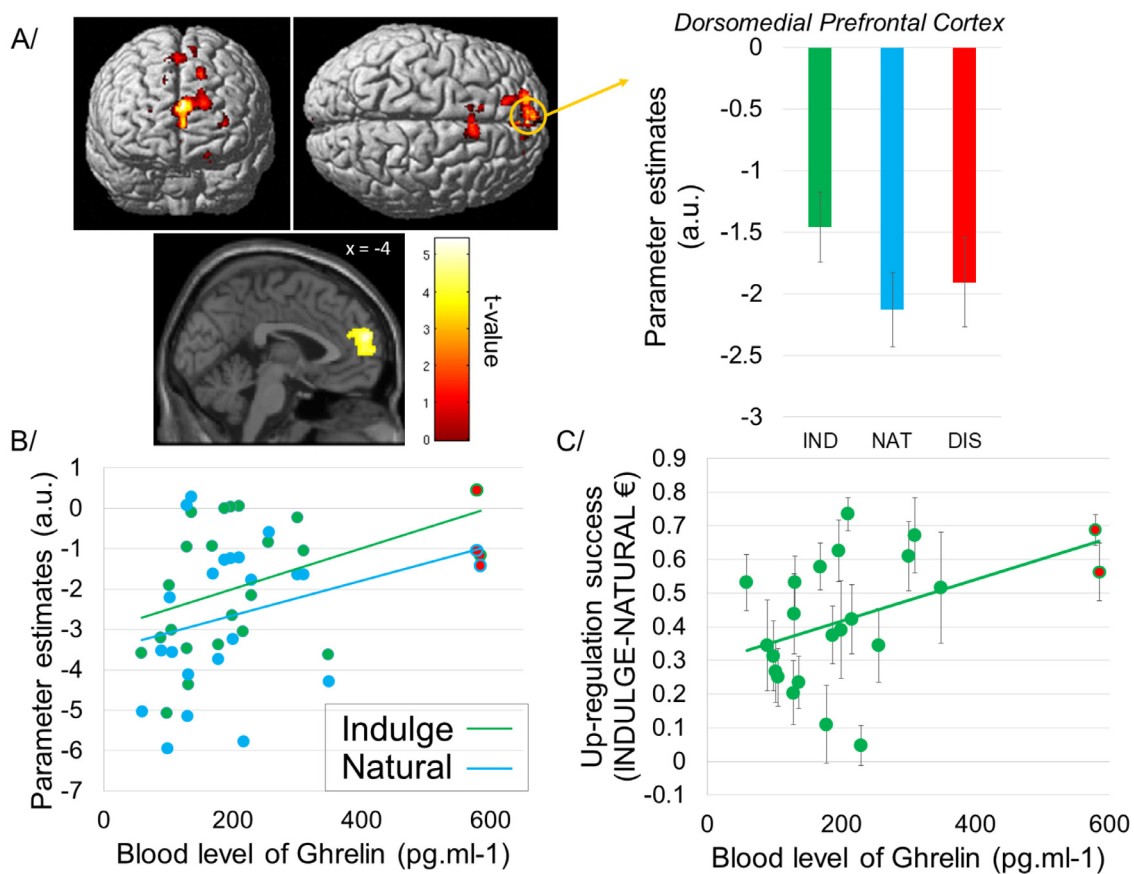 A/
Dorsomedial Prefrontal Cortex
0
-0.5
-1
-1.5
-2
-2.5
-3
Parameter estimates
(a.u.)
IND NAT DIS
x = -4
5
4
3
2
1
0
t-value
B/
1
0
-1
-2
-3
-4
-5
-6
-7
Parameter estimates (a.u.)
Indulge
Natural
0 200 400 600
Blood level of Ghrelin (pg.ml-1)
C/
0.9
0.8
0.7
0.6
0.5
0.4
0.3
0.2
0.1
0
-0.1
Up-regulation success
(INDULGE-NATURAL €)
0 200 400 600
Blood level of Ghrelin (pg.ml-1)